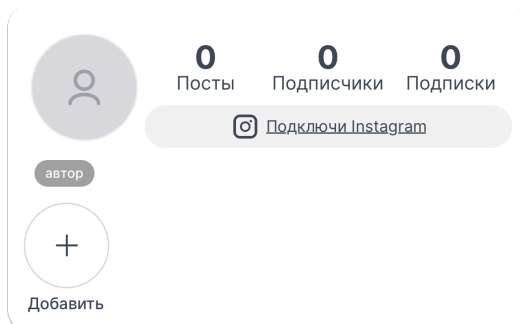 0 0 0
Посты Подписчики Подписки
Подключи Instagram
автор
Добавить